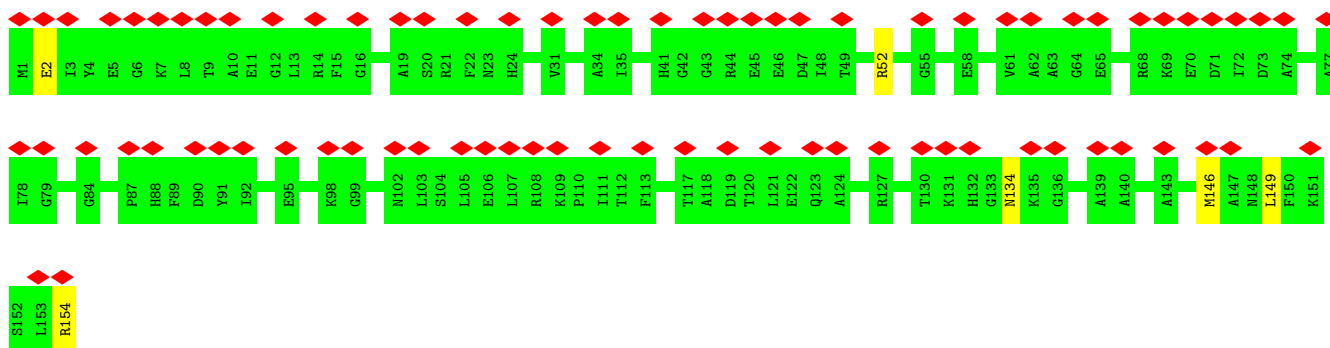 M1 E2 I3 Y4 E5 G6 K7 L8 T9 A10 E11 G12 L13 R14 F15 G16 A19 S20 R21 F22 N23 H24 V31 A34 I35 H41 G42 G43 R44 E45 E46 D47 I48 T49 R52 G55 E58 V61 A62 A63 G64 E65 R68 K69 E70 D71 I72 D73 A74 A77
I78 G79 G84 P87 H88 F89 D90 Y91 I92 E95 K98 G99 N102 L103 S104 L105 E106 L107 R108 K109 P110 I111 T112 F113 T117 A118 D119 T120 L121 E122 Q123 A124 R127 T130 K131 H132 G133 N134 K135 G136 A139 A140 A143 M146 A147 N148 L149 F150 K151
S152 L153 R154